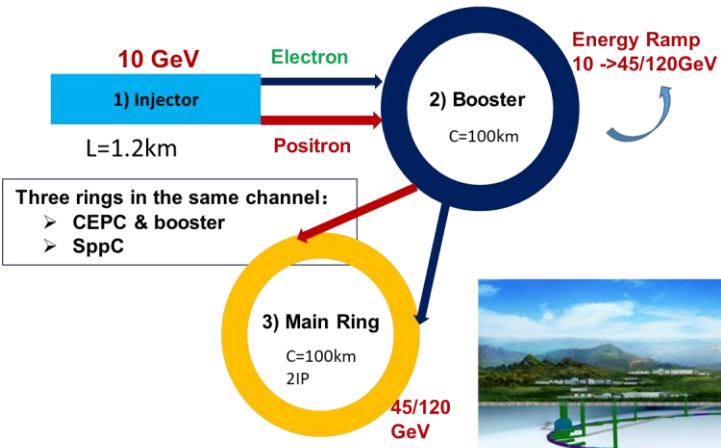 10 GeV
Electron
1) Injector
Positron
L=1.2km
2) Booster
C=100km
Energy Ramp
10 ->45/120GeV
Three rings in the same channel:
➢ CEPC & booster
➢ SppC
3) Main Ring
C=100km
2IP
45/120
GeV